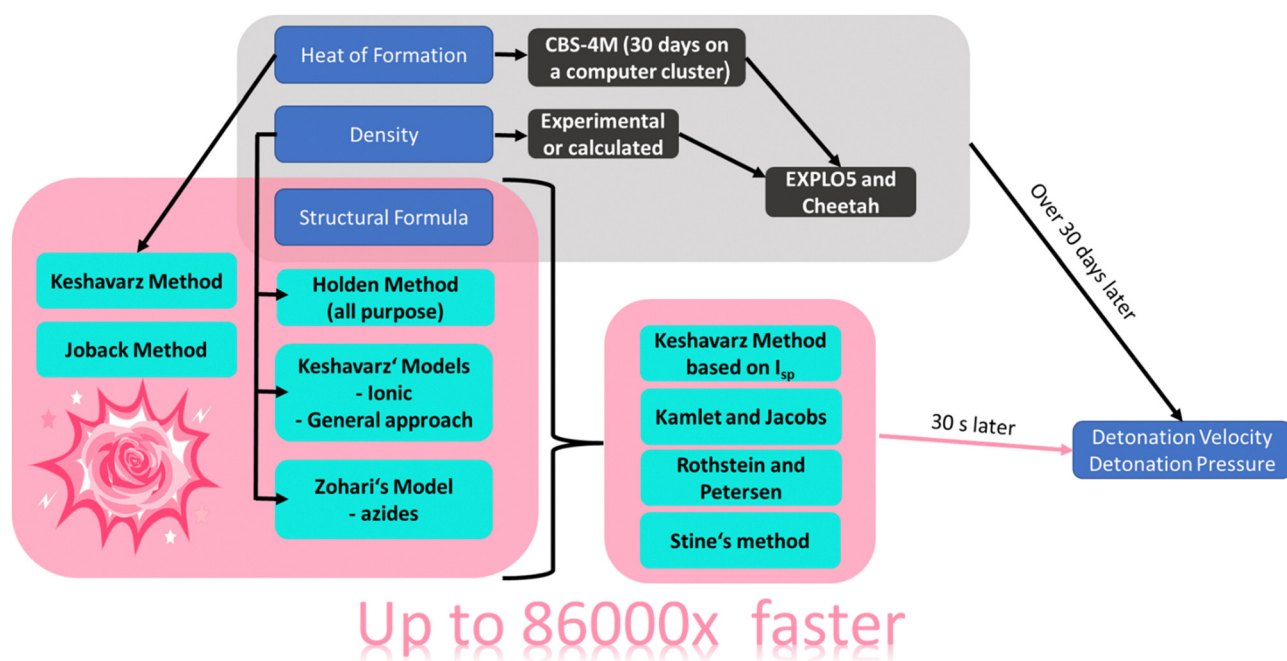 Heat of Formation
CBS-4M (30 days on
a computer cluster)
Density
Experimental
or calculated
EXPLO5 and
Cheetah
Structural Formula
Over 30 days later
Keshavarz Method
Joback Method
Holden Method
(all purpose)
Keshavarz‘ Models
- Ionic
- General approach
Zohari‘s Model
- azides
Keshavarz Method
based on Isp
Kamlet and Jacobs
Rothstein and
Petersen
Stine‘s method
30 s later
Detonation Velocity
Detonation Pressure
Up to 86000x faster